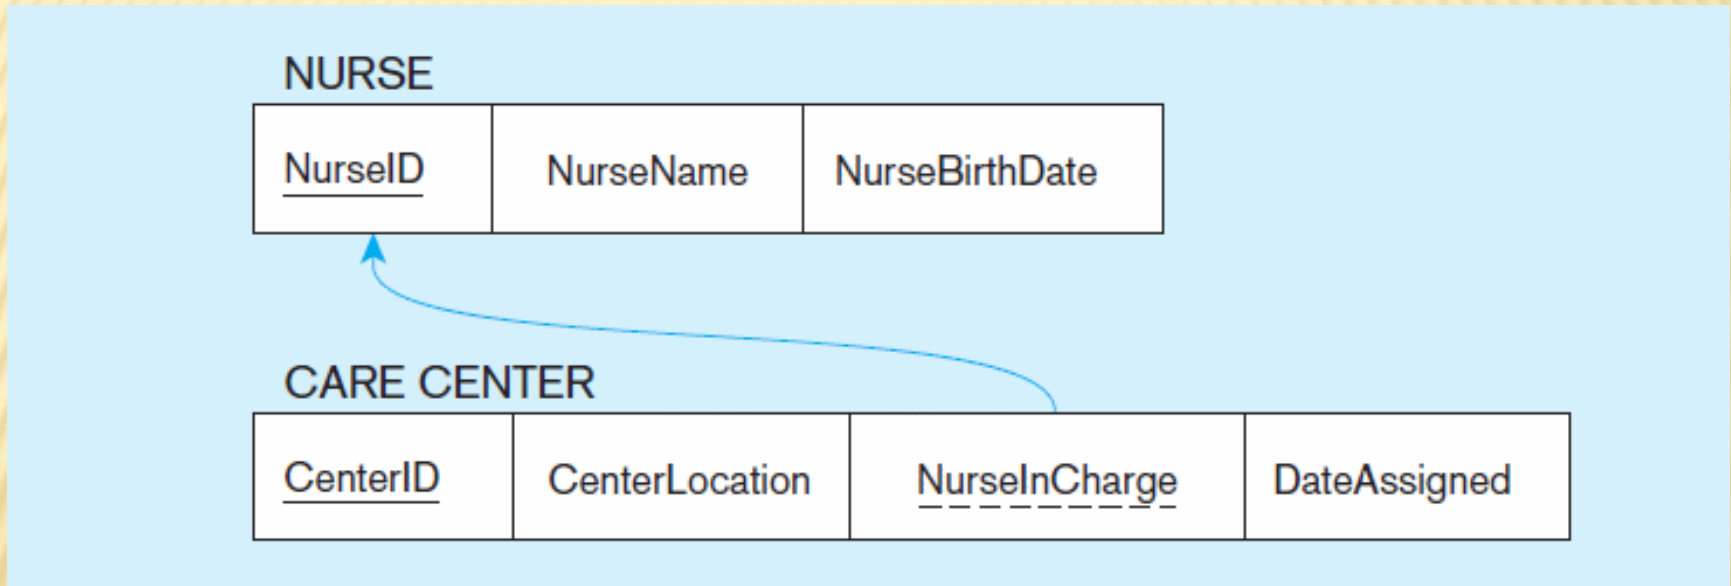 NURSE
NurseID NurseName NurseBirthDate
CARE CENTER
CenterID CenterLocation NurseInCharge DateAssigned